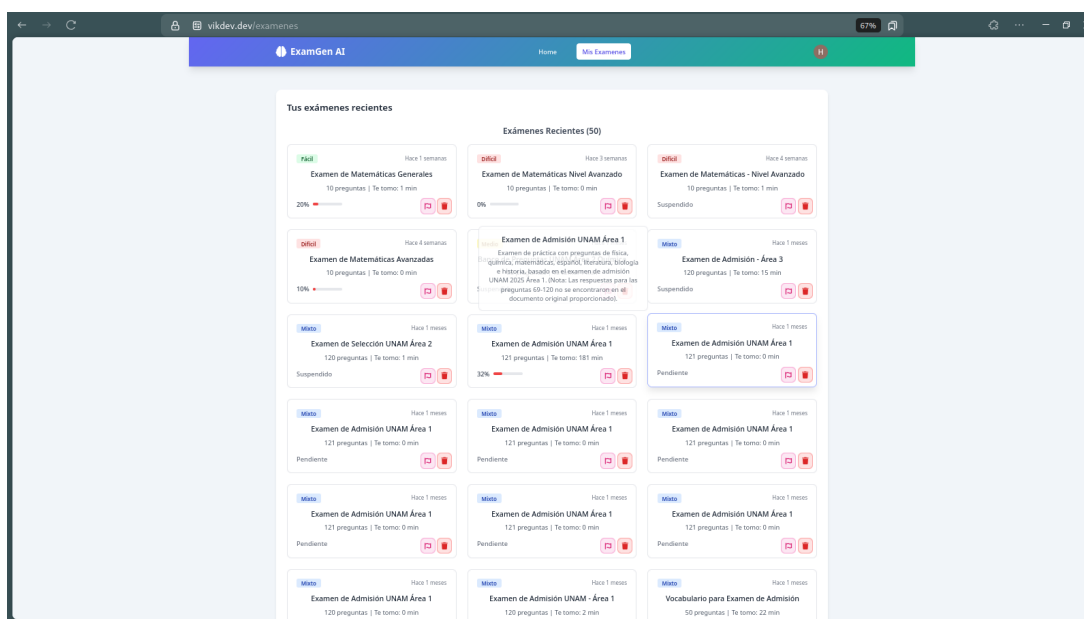 vikdev.dev/examenes
67%
ExamGen AI
Home
Mis Examenes
H
Tus exámenes recientes
Exámenes Recientes (50)
Fácil
Hace 1 semanas
Examen de Matemáticas Generales
10 preguntas | Te tomo: 1 min
20%
Difícil
Hace 3 semanas
Examen de Matemáticas Nivel Avanzado
10 preguntas | Te tomo: 0 min
0%
Difícil
Hace 4 semanas
Examen de Matemáticas - Nivel Avanzado
10 preguntas | Te tomo: 1 min
Suspendido
Difícil
Hace 4 semanas
Examen de Matemáticas Avanzadas
10 preguntas | Te tomo: 0 min
10%
Examen de Admisión UNAM Área 1
Examen de práctica con preguntas de física,
química, matemáticas, español, literatura, biología
e historia, basado en el examen de admisión
UNAM 2025 Área 1. (Nota: Las respuestas para las
preguntas 69-120 no se encontraron en el
documento original proporcionado).
Mixto
Hace 1 meses
Examen de Admisión - Área 3
120 preguntas | Te tomo: 15 min
Suspendido
Mixto
Hace 1 meses
Examen de Selección UNAM Área 2
120 preguntas | Te tomo: 1 min
Suspendido
Mixto
Hace 1 meses
Examen de Admisión UNAM Área 1
121 preguntas | Te tomo: 181 min
32%
Mixto
Hace 1 meses
Examen de Admisión UNAM Área 1
121 preguntas | Te tomo: 0 min
Pendiente
Mixto
Hace 1 meses
Examen de Admisión UNAM Área 1
121 preguntas | Te tomo: 0 min
Pendiente
Mixto
Hace 1 meses
Examen de Admisión UNAM Área 1
121 preguntas | Te tomo: 0 min
Pendiente
Mixto
Hace 1 meses
Examen de Admisión UNAM Área 1
121 preguntas | Te tomo: 0 min
Pendiente
Mixto
Hace 1 meses
Examen de Admisión UNAM Área 1
121 preguntas | Te tomo: 0 min
Pendiente
Mixto
Hace 1 meses
Examen de Admisión UNAM Área 1
121 preguntas | Te tomo: 0 min
Pendiente
Mixto
Hace 1 meses
Examen de Admisión UNAM Área 1
121 preguntas | Te tomo: 0 min
Pendiente
Mixto
Hace 1 meses
Examen de Admisión UNAM Área 1
120 preguntas | Te tomo: 0 min
Mixto
Hace 1 meses
Examen de Admisión UNAM - Área 1
120 preguntas | Te tomo: 2 min
Mixto
Hace 1 meses
Vocabulario para Examen de Admisión
50 preguntas | Te tomo: 22 min